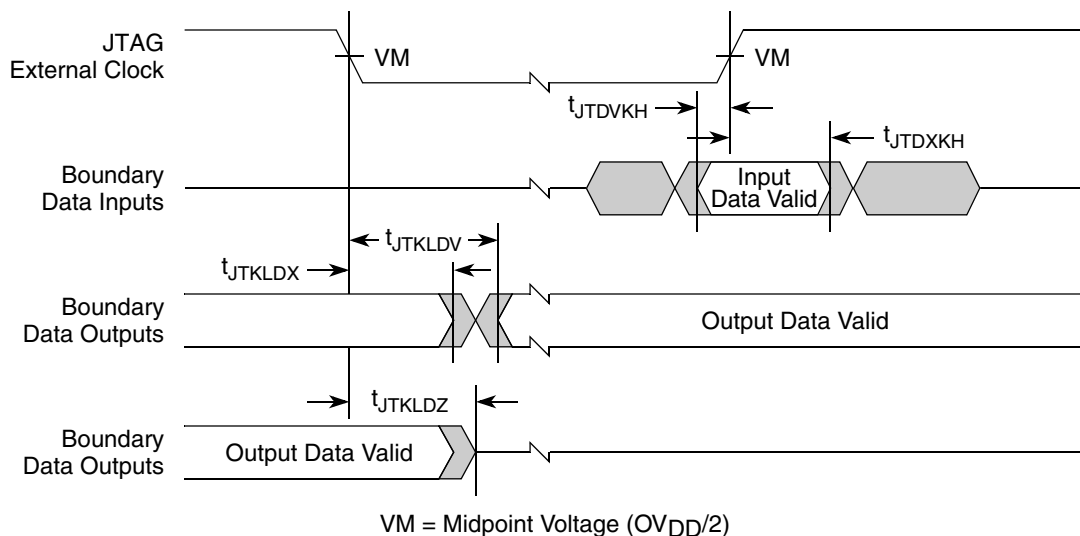 JTAG
External Clock
VM
VM
tJTDVKH
tJTDXKH
Boundary
Data Inputs
Input
Data Valid
tJTKLDV
tJTKLDX
Boundary
Data Outputs
Output Data Valid
tJTKLDZ
Boundary
Data Outputs
Output Data Valid
VM = Midpoint Voltage (OVDD/2)